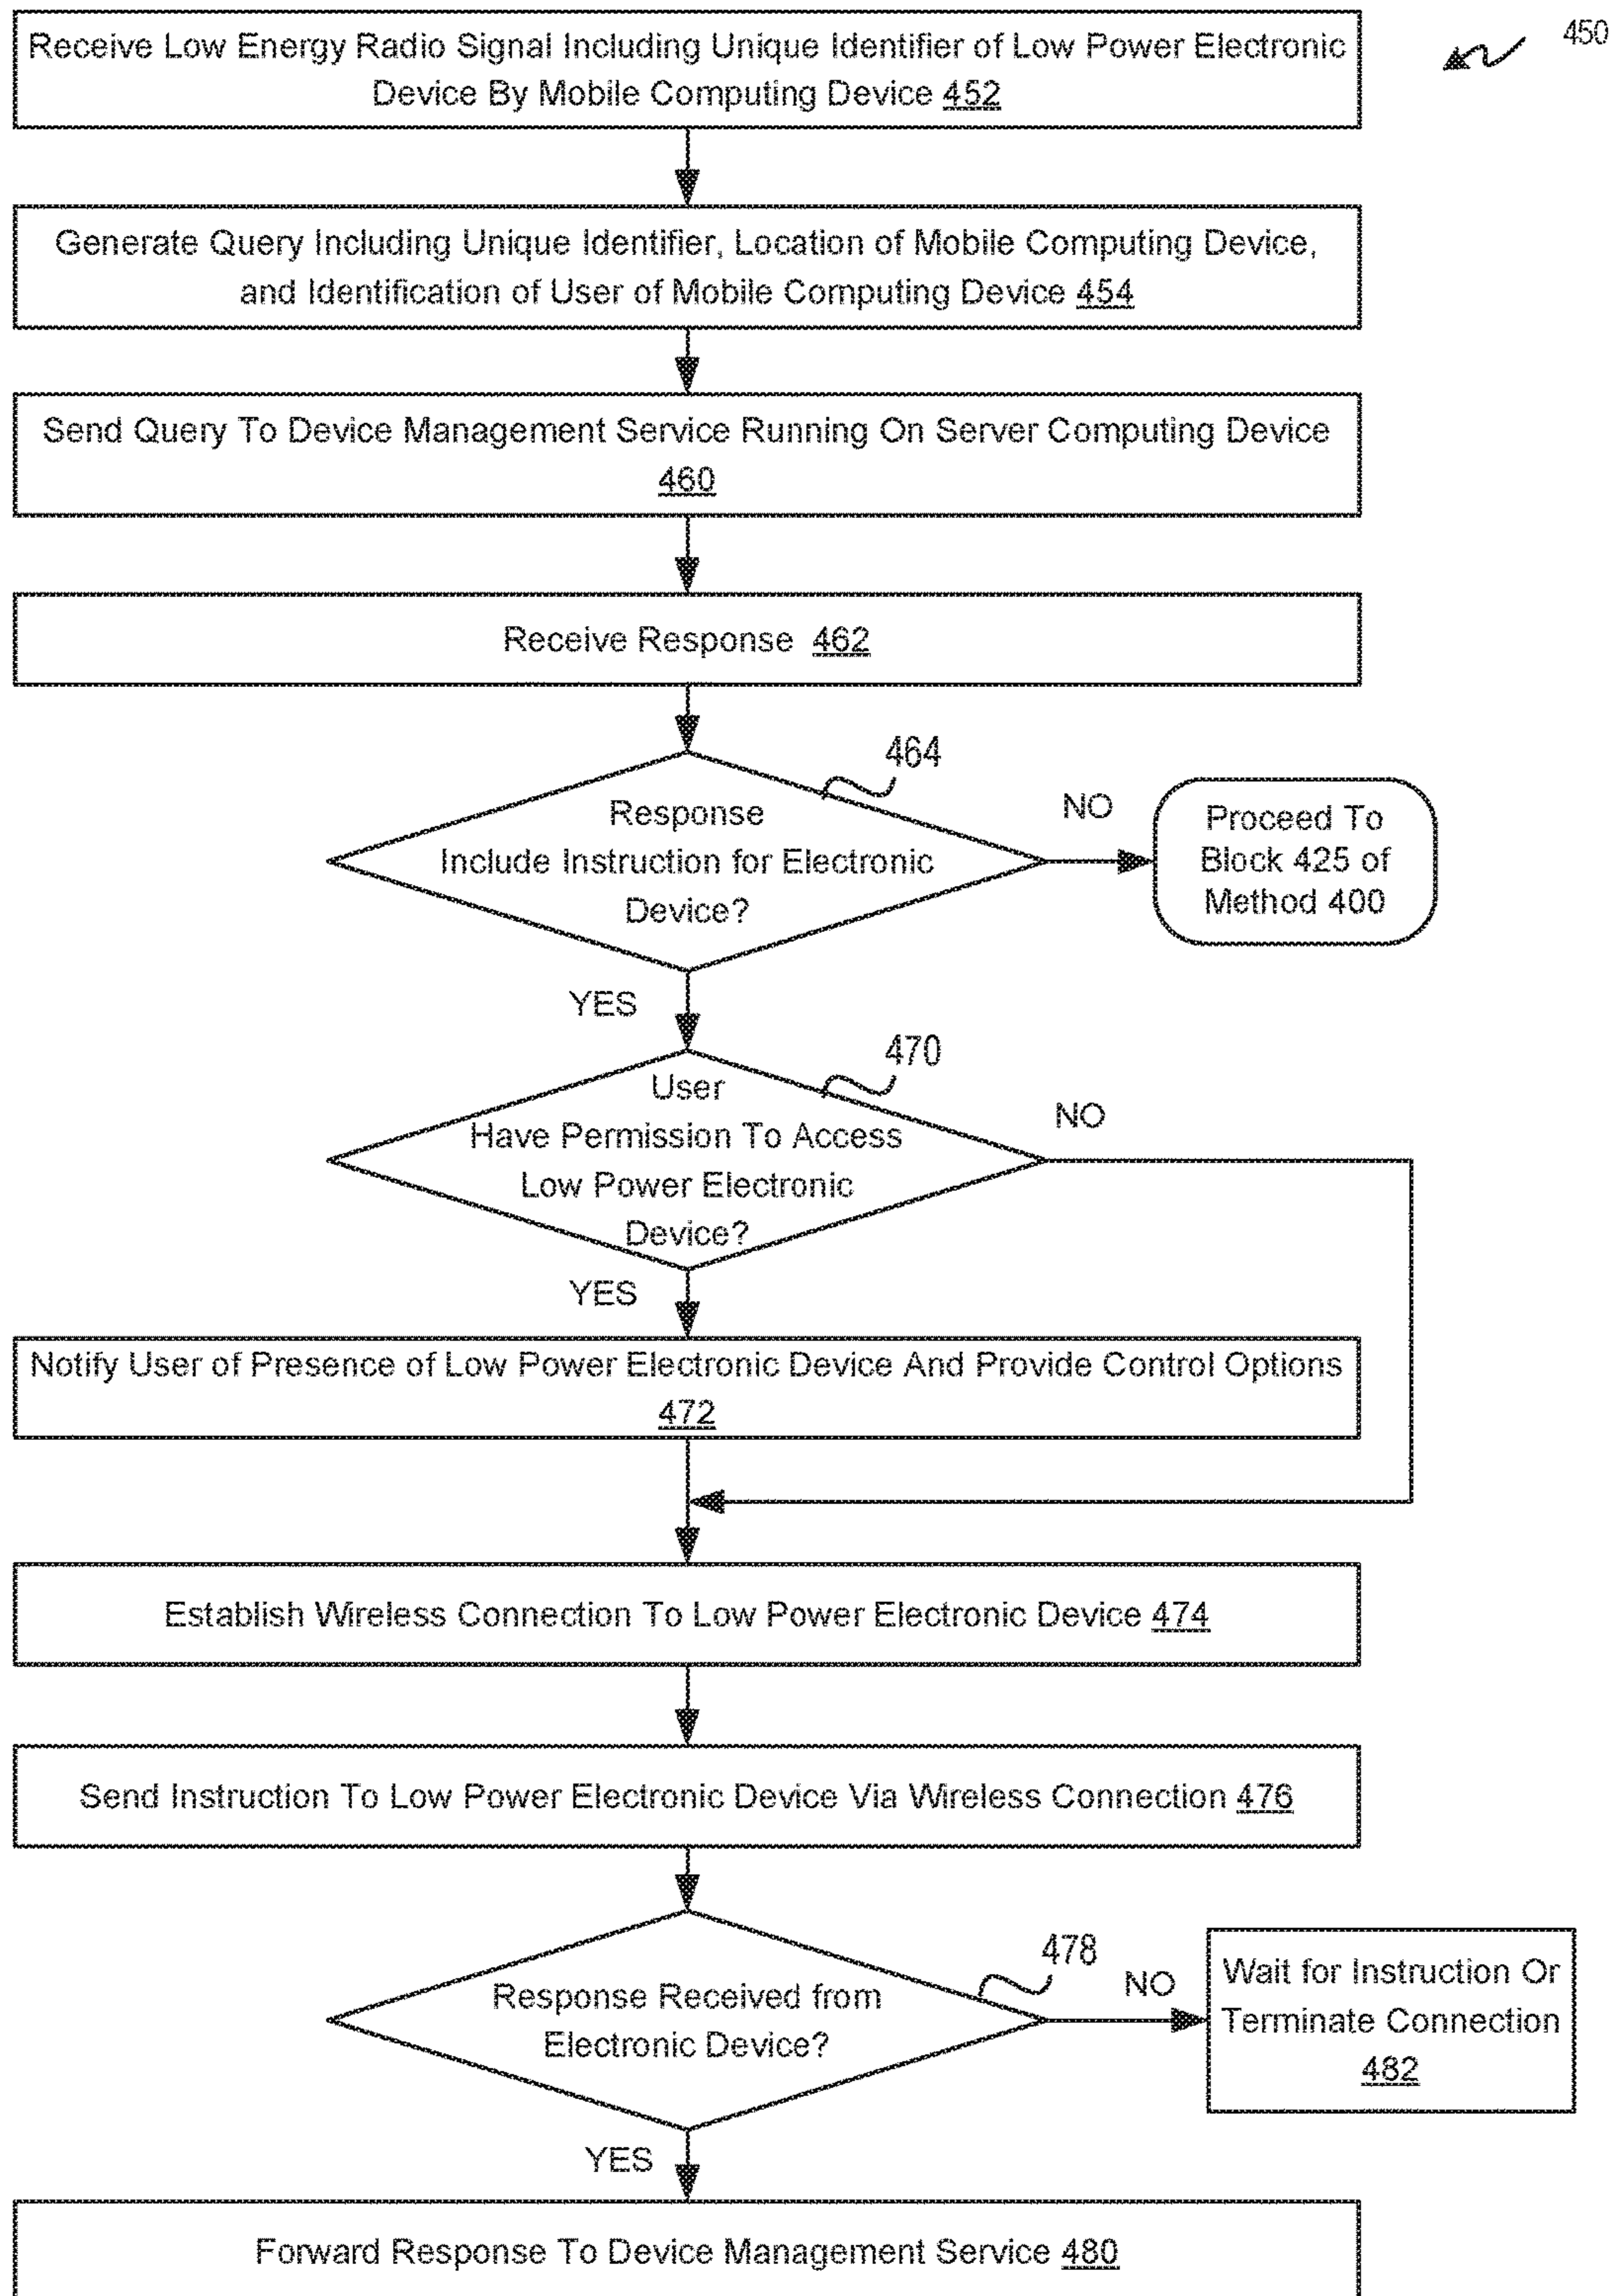 450
Receive Low Energy Radio Signal Including Unique Identifier of Low Power Electronic
Device By Mobile Computing Device 452
Generate Query Including Unique Identifier, Location of Mobile Computing Device,
and Identification of User of Mobile Computing Device 454
Send Query To Device Management Service Running On Server Computing Device
460
Receive Response 462
464
Response
Include Instruction for Electronic
Device?
NO
Proceed To
Block 425 of
Method 400
YES
470
User
Have Permission To Access
Low Power Electronic
Device?
NO
YES
Notify User of Presence of Low Power Electronic Device And Provide Control Options
472
Establish Wireless Connection To Low Power Electronic Device 474
Send Instruction To Low Power Electronic Device Via Wireless Connection 476
478
Response Received from
Electronic Device?
NO
Wait for Instruction Or
Terminate Connection
482
YES
Forward Response To Device Management Service 480